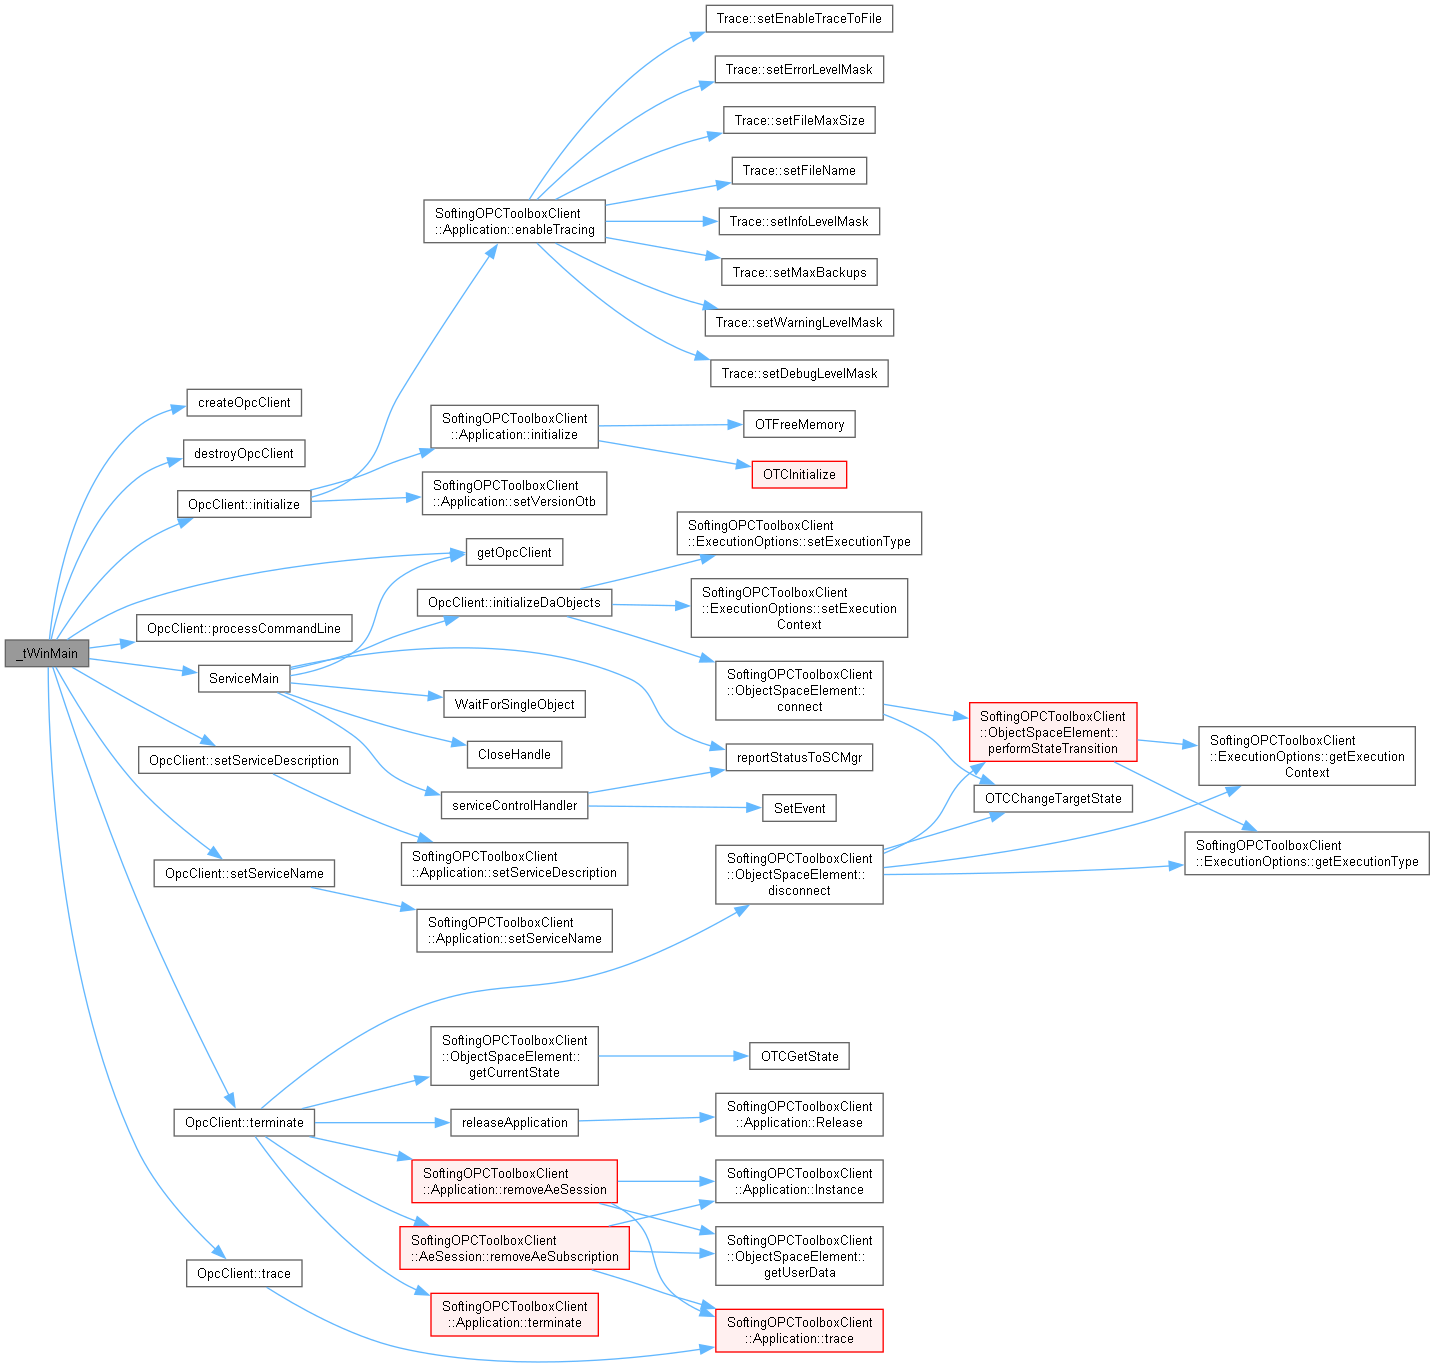 Trace::setEnableTraceToFile
Trace::setErrorLevelMask
Trace::setFileMaxSize
Trace::setFileName
SoftingOPCToolboxClient
::Application::enableTracing
Trace::setInfoLevelMask
Trace::setMaxBackups
Trace::setWarningLevelMask
Trace::setDebugLevelMask
createOpcClient
SoftingOPCToolboxClient
::Application::initialize
OTFreeMemory
destroyOpcClient
OTCInitialize
OpcClient::initialize
SoftingOPCToolboxClient
::Application::setVersionOtb
getOpcClient
SoftingOPCToolboxClient
::ExecutionOptions::setExecutionType
OpcClient::initializeDaObjects
SoftingOPCToolboxClient
::ExecutionOptions::setExecution
Context
OpcClient::processCommandLine
_tWinMain
ServiceMain
SoftingOPCToolboxClient
::ObjectSpaceElement::
connect
WaitForSingleObject
SoftingOPCToolboxClient
::ObjectSpaceElement::
performStateTransition
SoftingOPCToolboxClient
::ExecutionOptions::getExecution
Context
CloseHandle
reportStatusToSCMgr
OpcClient::setServiceDescription
serviceControlHandler
SetEvent
OTCChangeTargetState
SoftingOPCToolboxClient
::Application::setServiceDescription
SoftingOPCToolboxClient
::ObjectSpaceElement::
disconnect
SoftingOPCToolboxClient
::ExecutionOptions::getExecutionType
OpcClient::setServiceName
SoftingOPCToolboxClient
::Application::setServiceName
SoftingOPCToolboxClient
::ObjectSpaceElement::
getCurrentState
OTCGetState
OpcClient::terminate
releaseApplication
SoftingOPCToolboxClient
::Application::Release
SoftingOPCToolboxClient
::Application::removeAeSession
SoftingOPCToolboxClient
::Application::Instance
SoftingOPCToolboxClient
::AeSession::removeAeSubscription
SoftingOPCToolboxClient
::ObjectSpaceElement::
getUserData
OpcClient::trace
SoftingOPCToolboxClient
::Application::terminate
SoftingOPCToolboxClient
::Application::trace